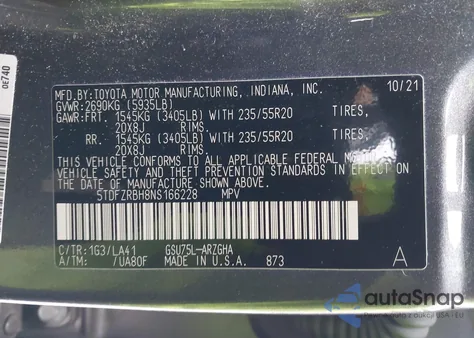 0E740
MFD.BY:TOYOTA MOTOR MANUFACTURING, INDIANA, INC. 10/21
GVWR:2690KG (5935LB)
GAWR:FRT. 1545KG (3405LB) WITH 235/55R20 TIRES,
20X8J RIMS.
RR. 1545KG (3405LB) WITH 235/55R20 TIRES,
20X8J RIMS.
THIS VEHICLE CONFORMS TO ALL APPLICABLE FEDERAL MOTOR
VEHICLE SAFETY AND THEFT PREVENTION STANDARDS IN EFFECT ON THE
DATE OF MANUFACTURE SHOWN ABOVE.
5TDFZRBH8NS166228 MPV
C/TR:1G3/LA41 GSU75L-ARZGHA
A/TM: /UA80F MADE IN U.S.A. 873 A
autaSnap